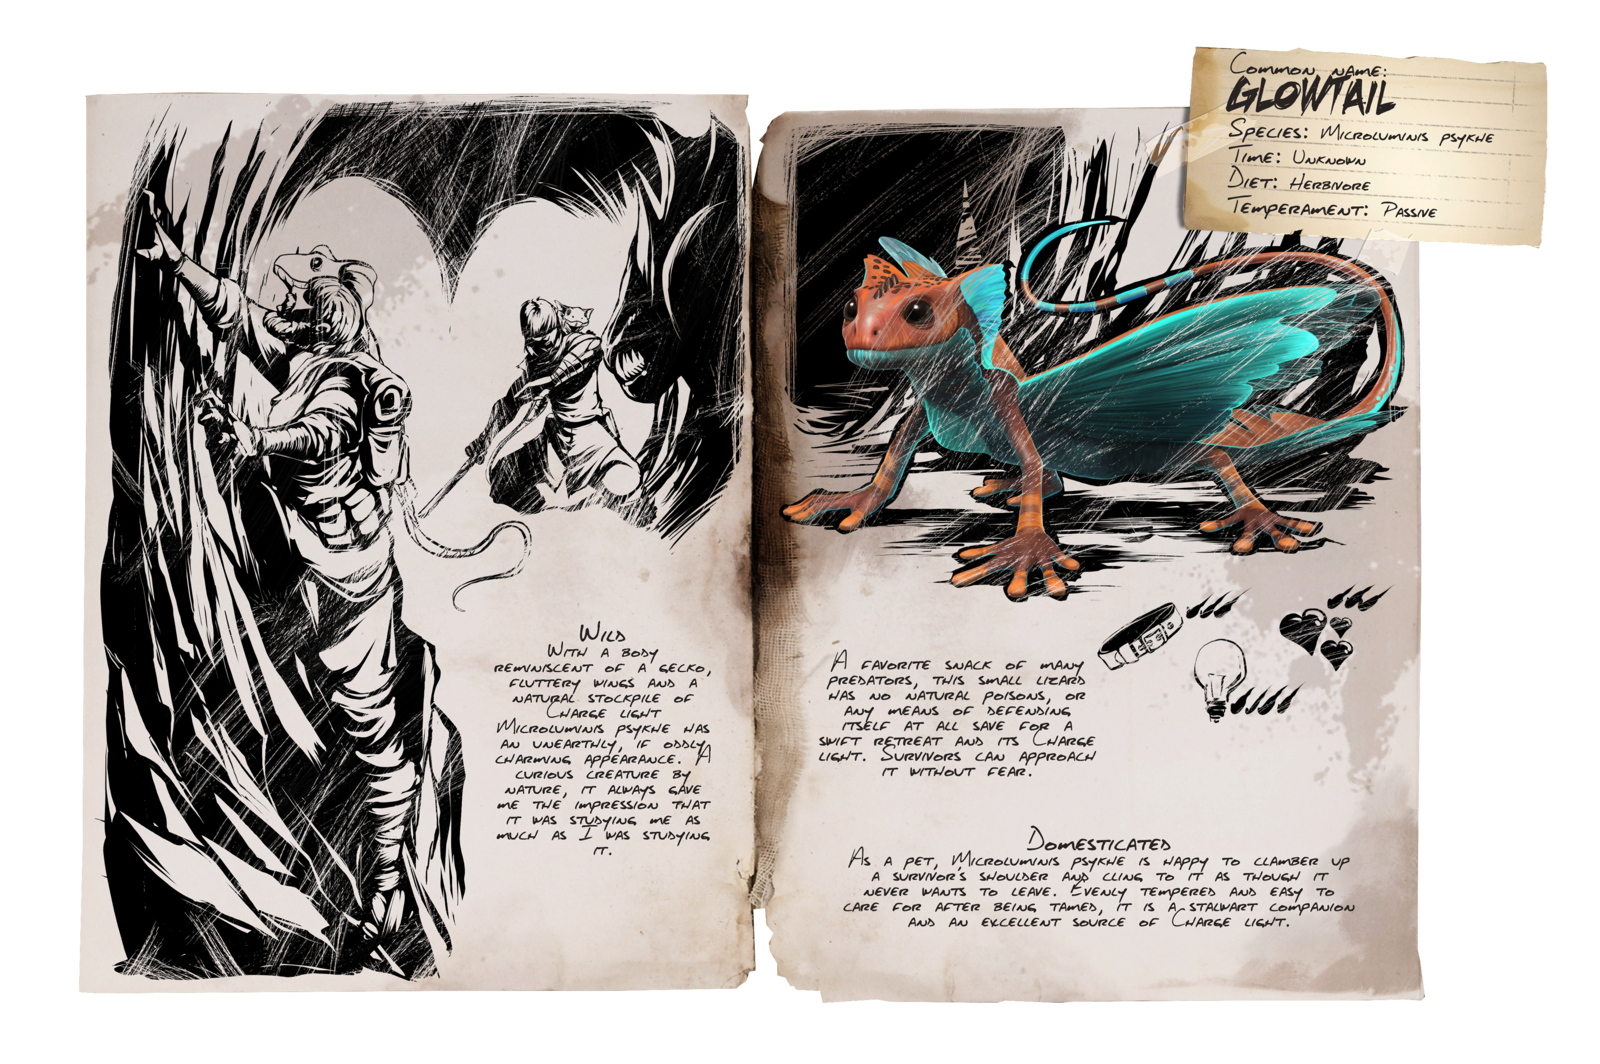 Common name:
Glowtail
Species: Microluminis psykhe
Time: Unknown
Diet: Herbivore
Temperament: Passive
Wild
With a body
reminiscent of a gecko,
fluttery wings and a
natural stockpile of
Charge light
Microluminis psykhe has
an unearthly, if oddly
charming appearance. A
curious creature by
nature, it always gave
me the impression that
it was studying me as
much as I was studying
it.
A favorite snack of many
predators, this small lizard
has no natural poisons, or
any means of defending
itself at all save for a
swift retreat and its Charge
light. Survivors can approach
it without fear.
Domesticated
As a pet, Microluminis psykhe is happy to clamber up
a survivor's shoulder and cling to it as though it
never wants to leave. Evenly tempered and easy to
care for after being tamed, it is a stalwart companion
and an excellent source of Charge light.